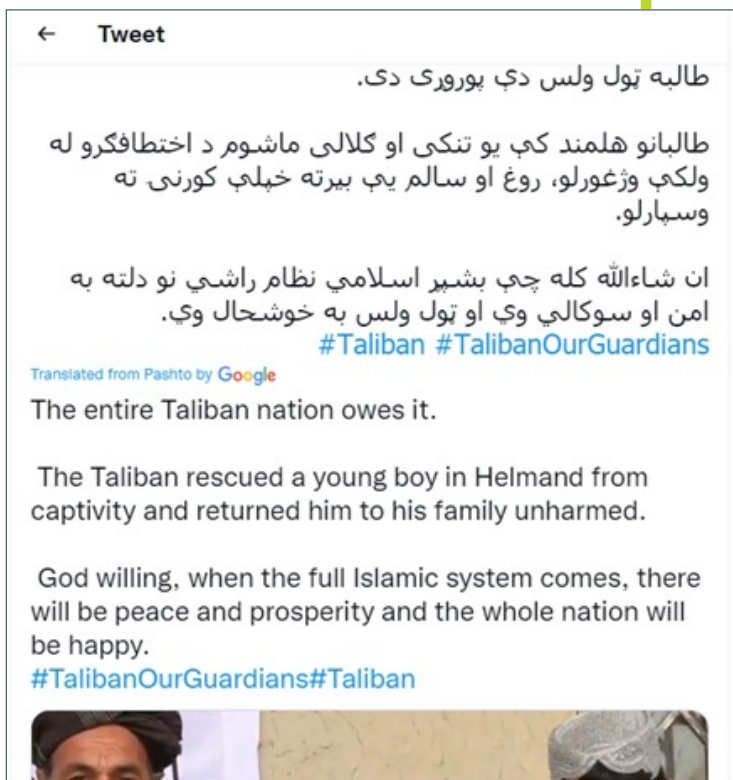 ← Tweet
طالبه ټول ولس دې پوروړی دی.
طالبانو هلمند کې يو تنکی او ګلالی ماشوم د اختطافګرو له
ولکې وژغورلو، روغ او سالم يې بيرته خپلې کورنۍ ته
وسپارلو.
ان شاءالله کله چې بشپړ اسلامي نظام راشي نو دلته به
امن او سوکالي وي او ټول ولس به خوشحال وي.
#Taliban #TalibanOurGuardians
Translated from Pashto by Google
The entire Taliban nation owes it.
The Taliban rescued a young boy in Helmand from
captivity and returned him to his family unharmed.
God willing, when the full Islamic system comes, there
will be peace and prosperity and the whole nation will
be happy.
#TalibanOurGuardians#Taliban